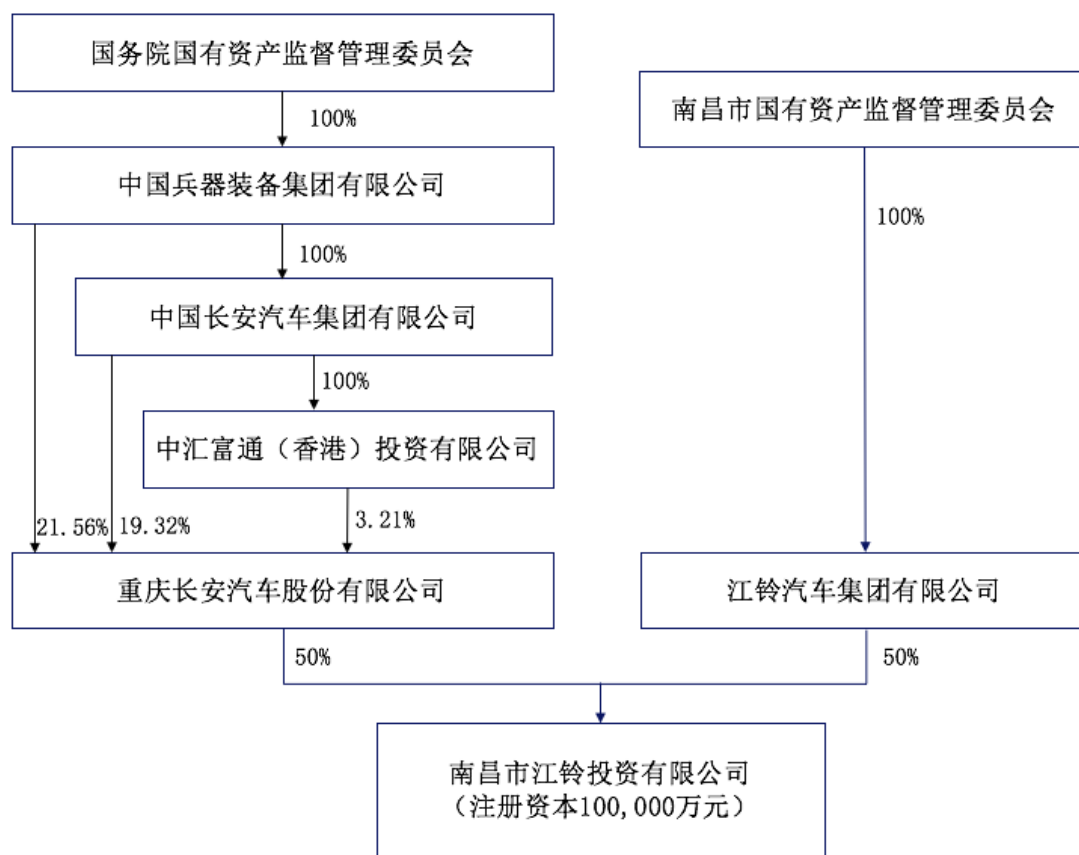 国务院国有资产监督管理委员会
南昌市国有资产监督管理委员会
100%
中国兵器装备集团有限公司
100%
100%
中国长安汽车集团有限公司
100%
中汇富通（香港）投资有限公司
21.56%
19.32%
3.21%
重庆长安汽车股份有限公司
江铃汽车集团有限公司
50%
50%
南昌市江铃投资有限公司
（注册资本100,000万元）